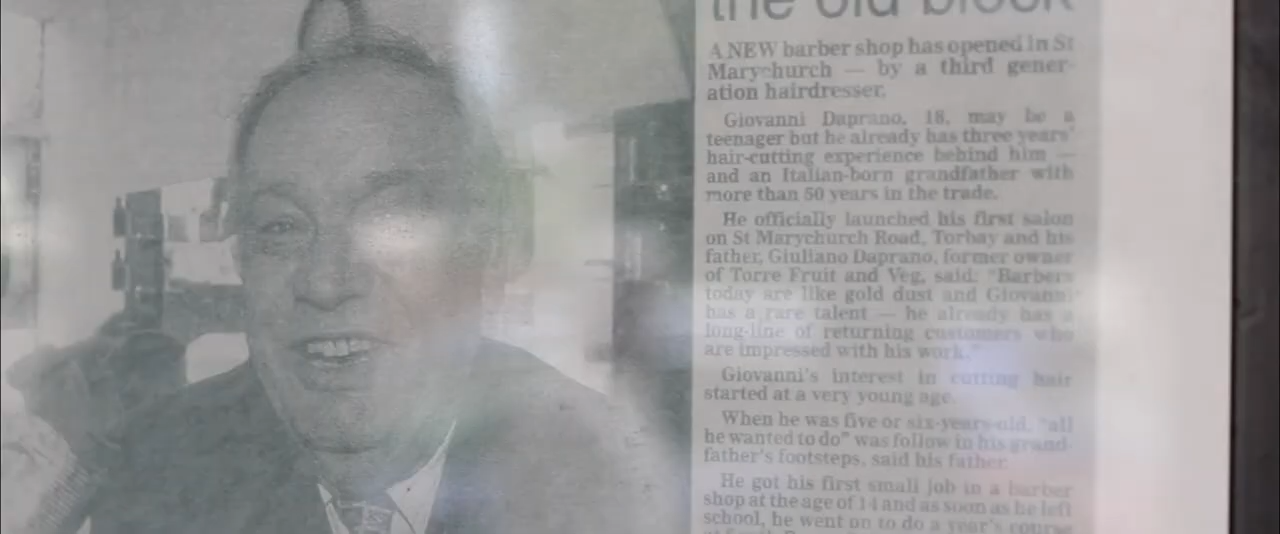 the old block
A NEW barber shop has opened in St
Marychurch — by a third gener-
ation hairdresser.
Giovanni Daprano, 18, may be a
teenager but he already has three years'
hair-cutting experience behind him —
and an Italian-born grandfather with
more than 50 years in the trade.
He officially launched his first salon
on St Marychurch Road, Torbay and his
father, Giuliano Daprano, former owner
of Torre Fruit and Veg, said: "Barbers
today are like gold dust and Giovanni
has a rare talent — he already has a
long-line of returning customers who
are impressed with his work."
Giovanni's interest in cutting hair
started at a very young age.
When he was five or six-years-old, "all
he wanted to do" was follow in his grand-
father's footsteps, said his father.
He got his first small job in a barber
shop at the age of 14 and as soon as he left
school, he went on to do a year's course